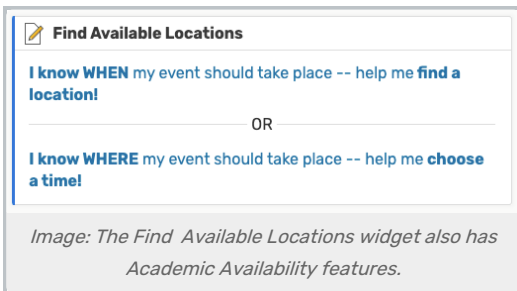 Find Available Locations
I know WHEN my event should take place -- help me find a
location!
OR
I know WHERE my event should take place -- help me choose
a time!
Image: The Find Available Locations widget also has
Academic Availability features.